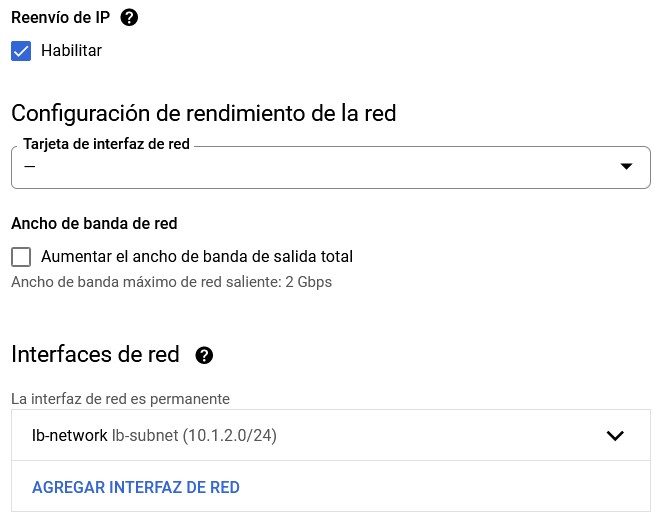 Reenvío de IP ?
Habilitar
Configuración de rendimiento de la red
Tarjeta de interfaz de red
—
Ancho de banda de red
Aumentar el ancho de banda de salida total
Ancho de banda máximo de red saliente: 2 Gbps
Interfaces de red ?
La interfaz de red es permanente
lb-network lb-subnet (10.1.2.0/24)
AGREGAR INTERFAZ DE RED